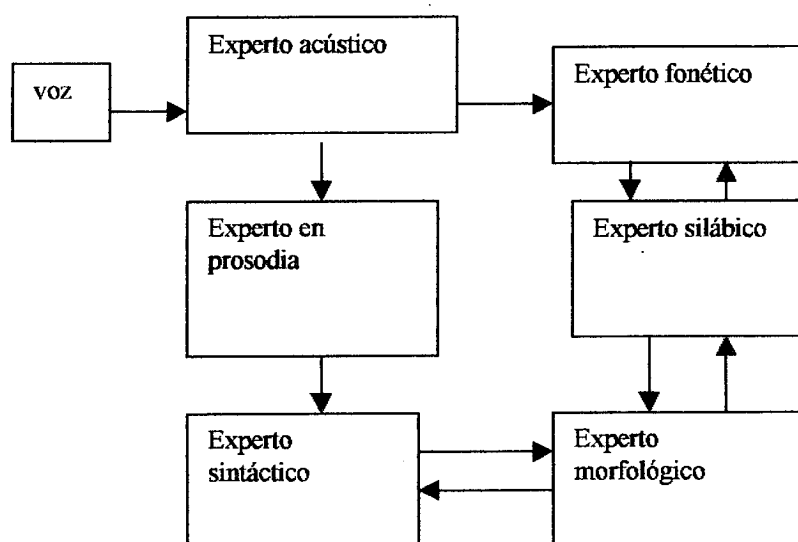 voz
Experto acústico
Experto fonético
Experto en
prosodia
Experto silábico
Experto
sintáctico
Experto
morfológico